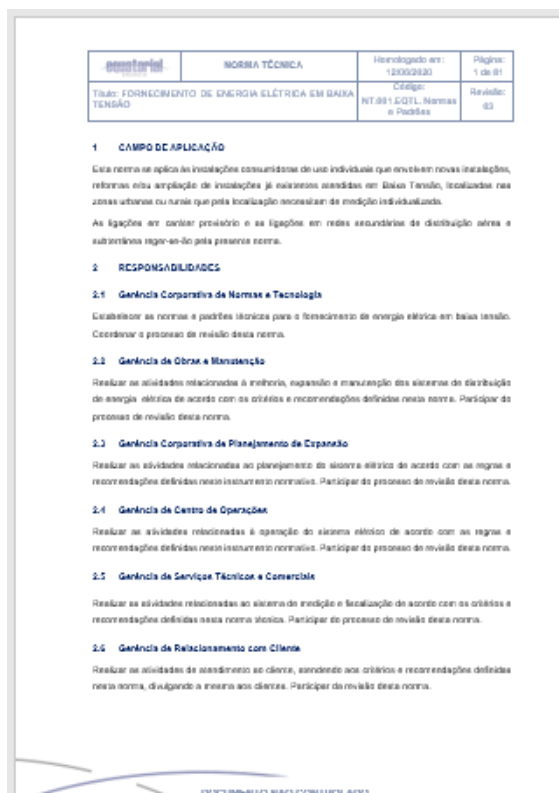 equatorial
NORMA TÉCNICA
Homologado em:
12/06/2020
Página:
1 de 81
Título: FORNECIMENTO DE ENERGIA ELÉTRICA EM BAIXA
TENSÃO
Código:
NT.001.EQTL. Normas
e Padrões
Revisão:
03
1 CAMPO DE APLICAÇÃO
Esta norma se aplica às instalações consumidoras de uso individuais que envolvem novas instalações,
reformas e/ou ampliação de instalações já existentes atendidas em Baixa Tensão, localizadas nas
zonas urbanas ou rurais que pela localização necessitam de medição individualizada.
As ligações em caráter provisório e as ligações em redes secundárias de distribuição aérea e
subterrânea reger-se-ão pela presente norma.
2 RESPONSABILIDADES
2.1 Gerência Corporativa de Normas e Tecnologia
Estabelecer as normas e padrões técnicos para o fornecimento de energia elétrica em baixa tensão.
Coordenar o processo de revisão desta norma.
2.2 Gerência de Obras e Manutenção
Realizar as atividades relacionadas à melhoria, expansão e manutenção dos sistemas de distribuição
de energia elétrica de acordo com os critérios e recomendações definidas nesta norma. Participar do
processo de revisão desta norma.
2.3 Gerência Corporativa de Planejamento de Expansão
Realizar as atividades relacionadas ao planejamento do sistema elétrico de acordo com as regras e
recomendações definidas neste instrumento normativo. Participar do processo de revisão desta norma.
2.4 Gerência de Centro de Operações
Realizar as atividades relacionadas à operação do sistema elétrico de acordo com as regras e
recomendações definidas neste instrumento normativo. Participar do processo de revisão desta norma.
2.5 Gerência de Serviços Técnicos e Comerciais
Realizar as atividades relacionadas ao sistema de medição e fiscalização de acordo com os critérios e
recomendações definidas nesta norma técnica. Participar do processo de revisão desta norma.
2.6 Gerência de Relacionamento com Cliente
Realizar as atividades de atendimento ao cliente, atendendo aos critérios e recomendações definidas
nesta norma, divulgando a mesma aos clientes. Participar da revisão desta norma.
DOCUMENTO NÃO CONTROLADO